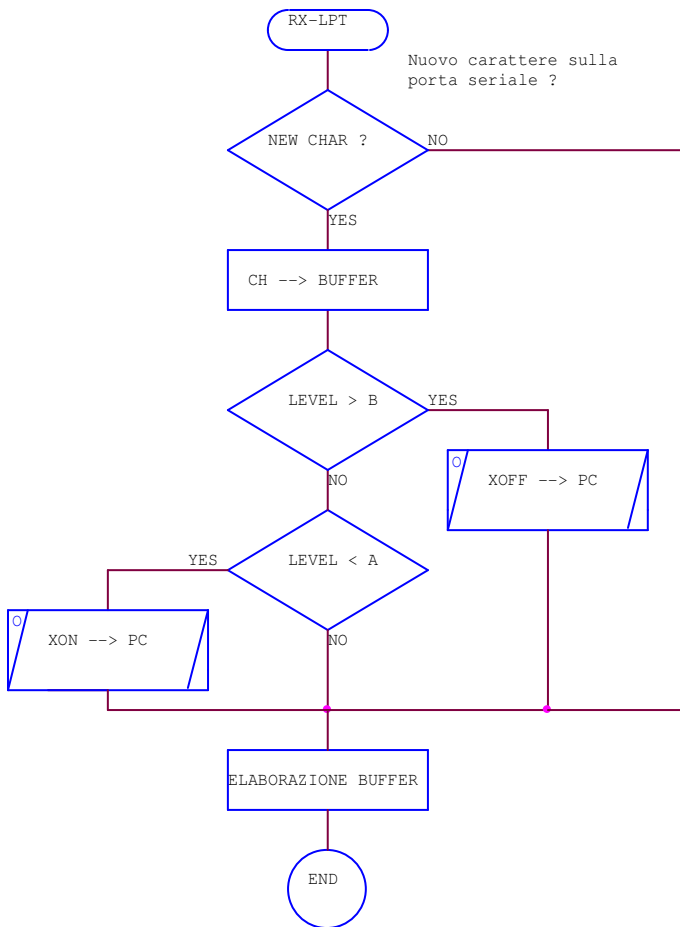 RX-LPT
Nuovo carattere sulla
porta seriale ?
NEW CHAR ?
NO
YES
CH --> BUFFER
LEVEL > B
YES
O
XOFF --> PC
NO
LEVEL < A
YES
O
XON --> PC
NO
ELABORAZIONE BUFFER
END